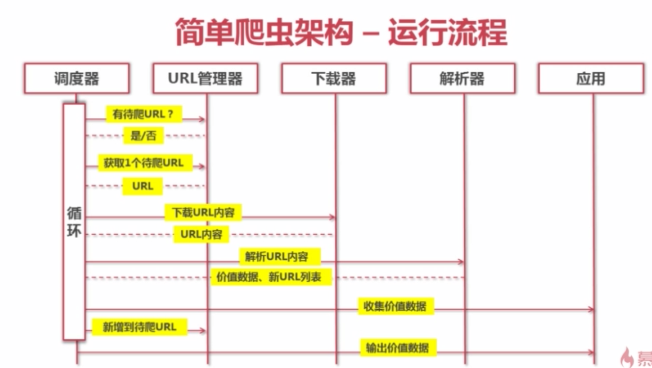 简单爬虫架构 – 运行流程
调度器
URL管理器
下载器
解析器
应用
循环
有待爬URL？
是/否
获取1个待爬URL
URL
下载URL内容
URL内容
解析URL内容
价值数据、新URL列表
收集价值数据
新增到待爬URL
输出价值数据